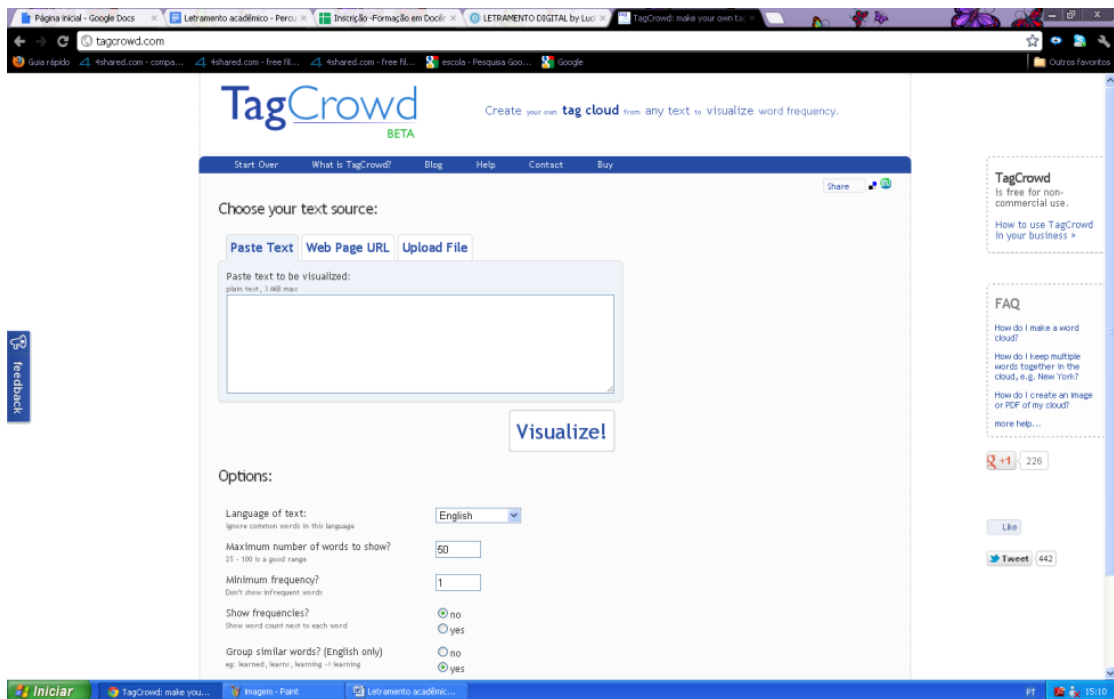 Página inicial - Google Docs
Letramento acadêmico - Percu
Inscrição -Formação em Docên
LETRAMENTO DIGITAL by Luci
TagCrowd: make your own tag
tagcrowd.com
Guia rápido
4shared.com - compa...
4shared.com - free fil...
4shared.com - free fil...
escola - Pesquisa Goo...
Google
Outros favoritos
TagCrowd
BETA
Create your own tag cloud from any text to visualize word frequency.
Start Over What is TagCrowd? Blog Help Contact Buy
Share
Choose your text source:
Paste Text Web Page URL Upload File
Paste text to be visualized:
plain text, 3 MB max
Visualize!
Options:
Language of text: English
Ignore common words in this language
Maximum number of words to show? 50
25 - 100 is a good range
Minimum frequency? 1
Don't show infrequent words
Show frequencies? no
Show word count next to each word yes
Group similar words? (English only) no
eg: learned, learns, learning -> learning yes
TagCrowd
is free for non-
commercial use.
How to use TagCrowd
in your business »
FAQ
How do I make a word
cloud?
How do I keep multiple
words together in the
cloud, e.g. New York?
How do I create an image
or PDF of my cloud?
more help...
+1 226
Like
Tweet 442
feedback
Iniciar
TagCrowd: make you...
imagem - Paint
Letramento acadêmic...
PT
15:10